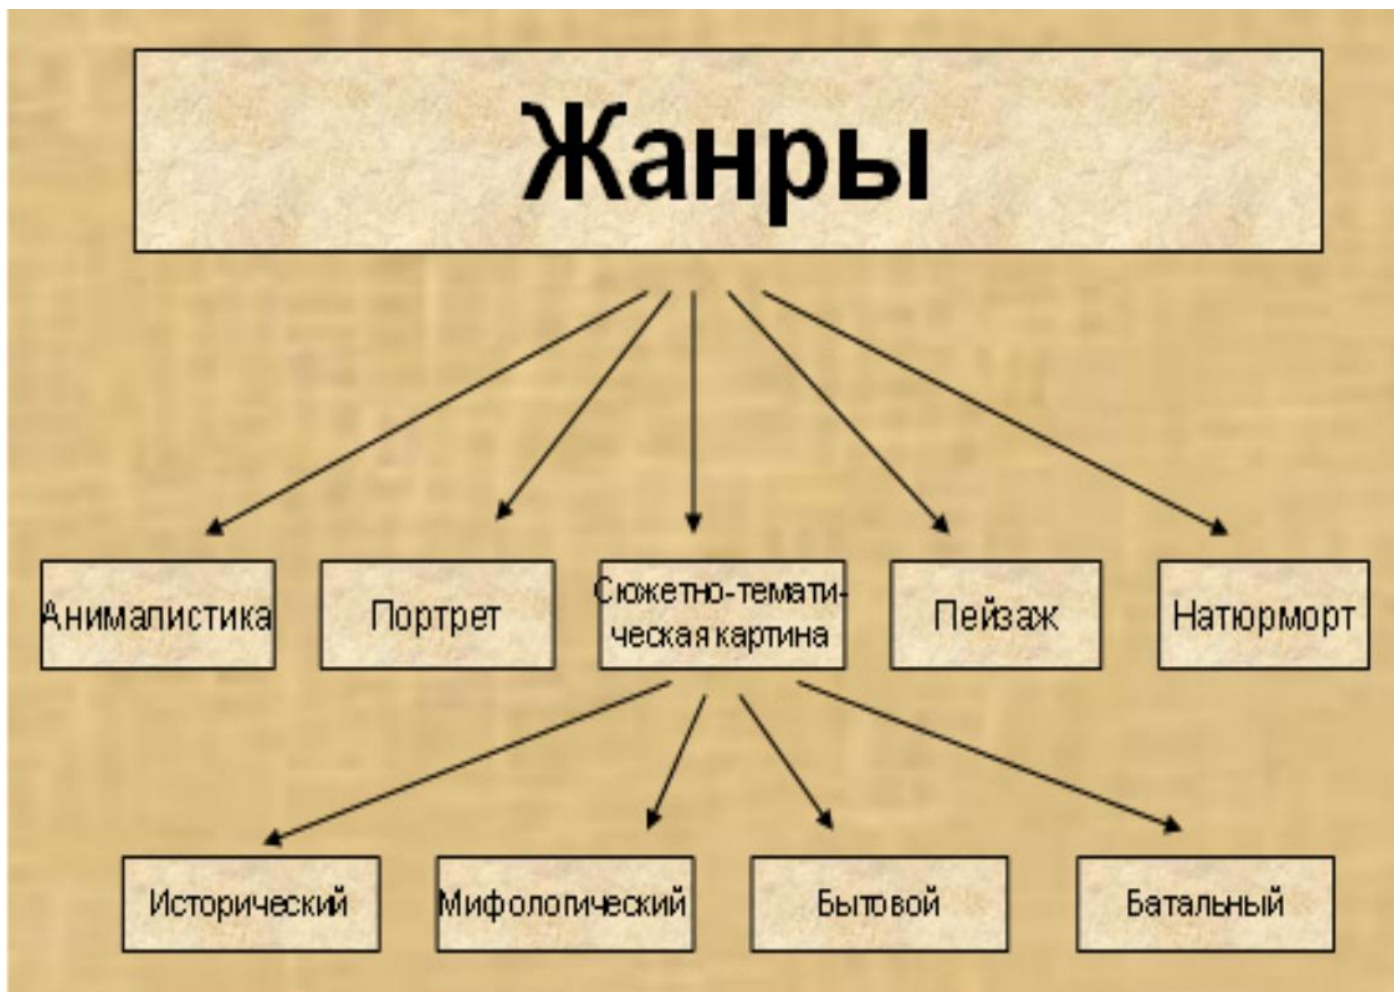 Жанры
Анималистика
Портрет
Сюжетно-темати-
ческая картина
Пейзаж
Натюрморт
Исторический
Мифологический
Бытовой
Батальный